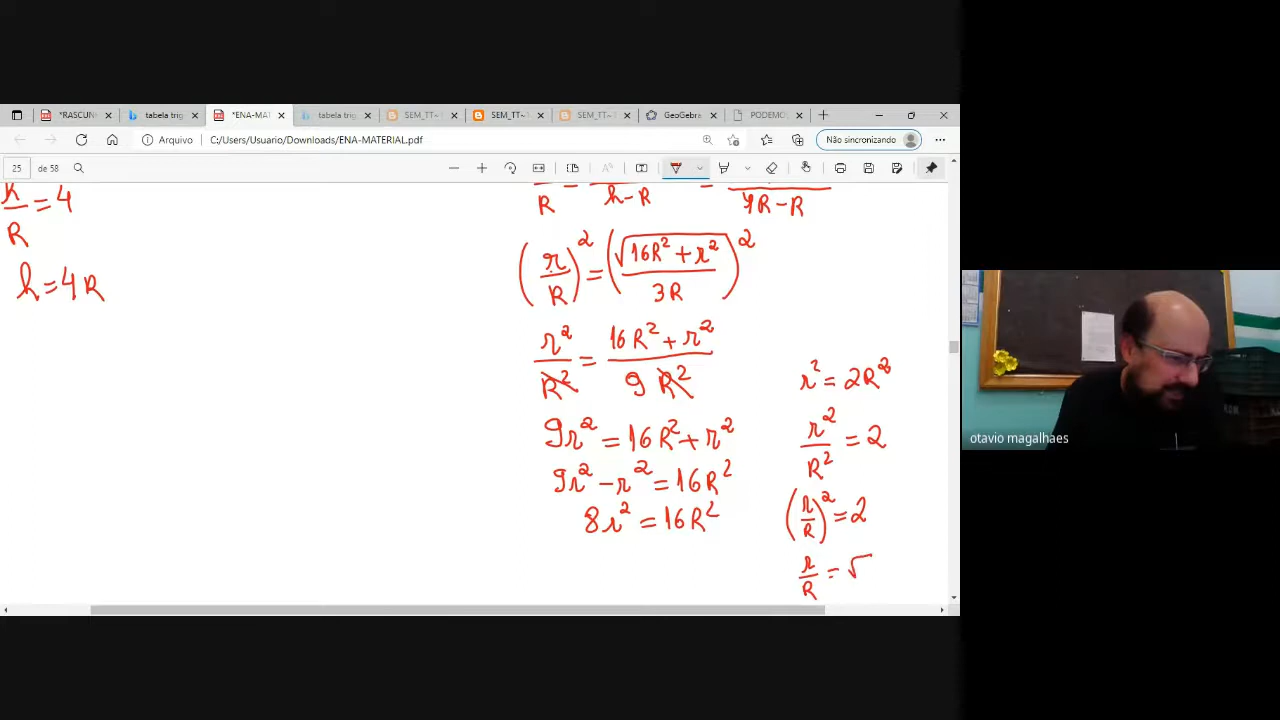 *RASCUN
tabela trig
*ENA-MAT
tabela trig
SEM_TT~
SEM_TT~
SEM_TT~
GeoGebra
PODEMO
Arquivo
C:/Users/Usuario/Downloads/ENA-MATERIAL.pdf
Não sincronizando
25 de 58
/R = 4
h = 4R
/R = /(h-R) = /(4R-R)
(r/R)² = (√(16R²+r²)/3R)²
r²/R² = (16R²+r²)/(9R²)
9r² = 16R²+r²
9r²-r² = 16R²
8r² = 16R²
r² = 2R²
r²/R² = 2
(r/R)² = 2
r/R = √
otavio magalhaes